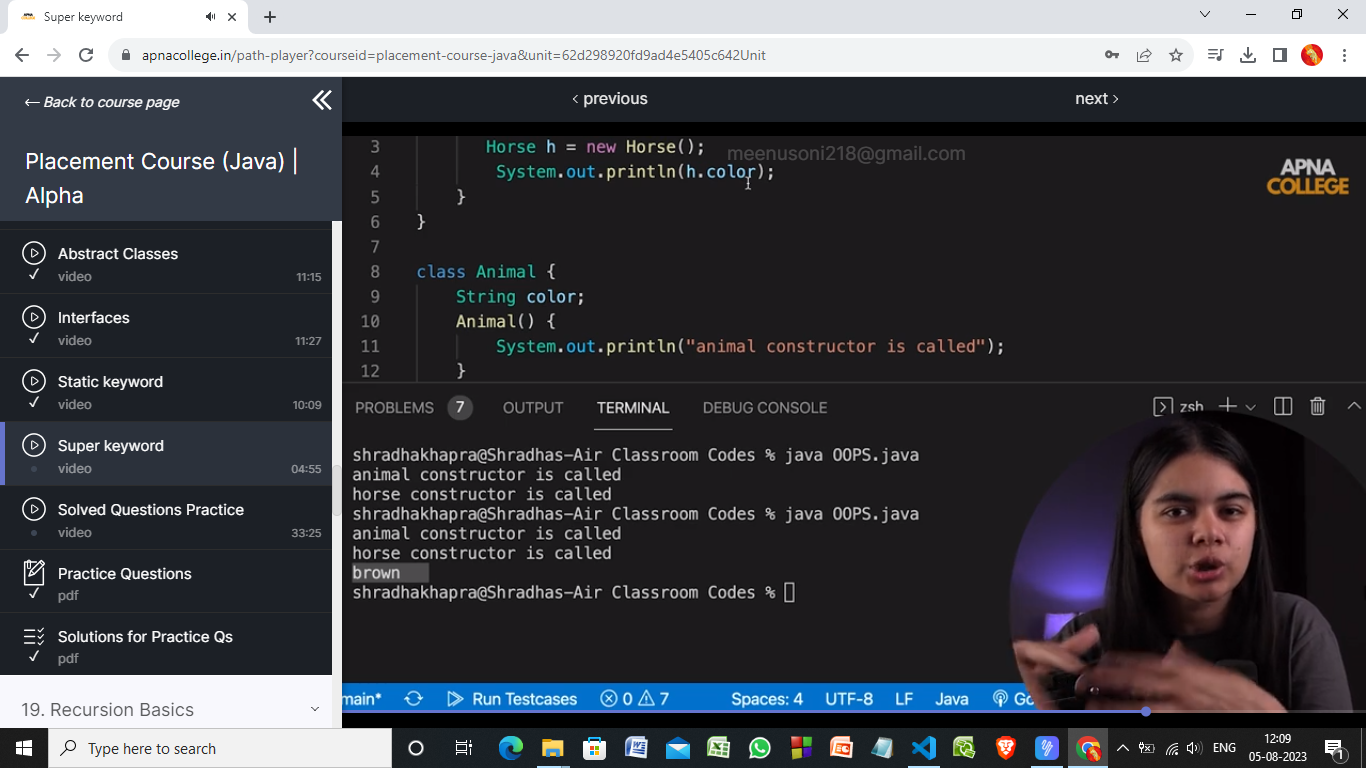 Super keyword
apnacollege.in/path-player?courseid=placement-course-java&unit=62d298920fd9ad4e5405c642Unit
← Back to course page
Placement Course (Java) |
Alpha
Abstract Classes
video 11:15
Interfaces
video 11:27
Static keyword
video 10:09
Super keyword
video 04:55
Solved Questions Practice
video 33:25
Practice Questions
pdf
Solutions for Practice Qs
pdf
19. Recursion Basics
‹ previous
next ›
meenusoni218@gmail.com
APNA
COLLEGE
3 Horse h = new Horse();
4 System.out.println(h.color);
5 }
6 }
7
8 class Animal {
9 String color;
10 Animal() {
11 System.out.println("animal constructor is called");
12 }
PROBLEMS 7 OUTPUT TERMINAL DEBUG CONSOLE zsh
shradhakhapra@Shradhas-Air Classroom Codes % java OOPS.java
animal constructor is called
horse constructor is called
shradhakhapra@Shradhas-Air Classroom Codes % java OOPS.java
animal constructor is called
horse constructor is called
brown
shradhakhapra@Shradhas-Air Classroom Codes %
main* Run Testcases 0 7 Spaces: 4 UTF-8 LF Java Go
Type here to search
ENG
12:09
05-08-2023
1